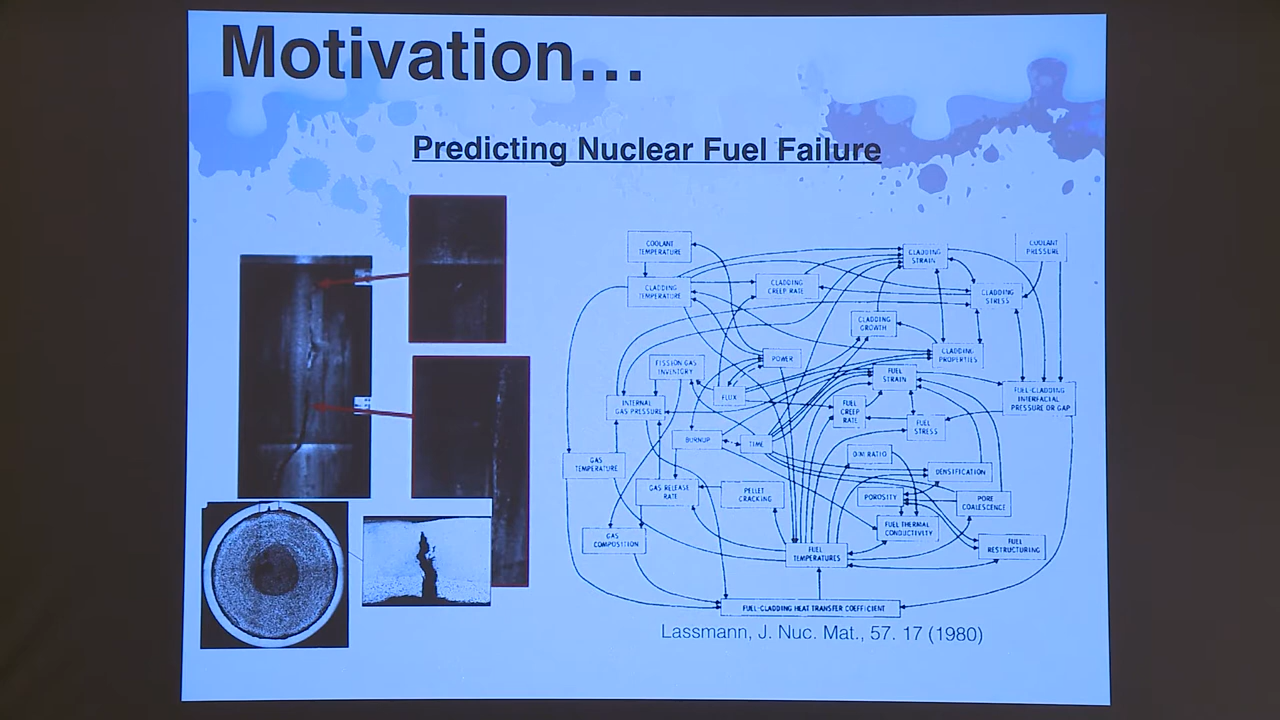 Motivation...
Predicting Nuclear Fuel Failure
COOLANT
TEMPERATURE
CLADDING
STRAIN
COOLANT
PRESSURE
CLADDING
TEMPERATURE
CLADDING
CREEP RATE
CLADDING
STRESS
CLADDING
GROWTH
CLADDING
PROPERTIES
FISSION GAS
INVENTORY
POWER
FUEL
STRAIN
FLUX
FUEL-CLADDING
INTERFACIAL
PRESSURE OR GAP
INTERNAL
GAS PRESSURE
FUEL
CREEP
RATE
FUEL
STRESS
BURNUP
TIME
O/M RATIO
GAS
TEMPERATURE
DENSIFICATION
GAS RELEASE
RATE
PELLET
CRACKING
POROSITY
PORE
COALESCENCE
FUEL THERMAL
CONDUCTIVITY
GAS
COMPOSITION
FUEL
TEMPERATURES
FUEL
RESTRUCTURING
FUEL-CLADDING HEAT TRANSFER COEFFICIENT
Lassmann, J. Nuc. Mat., 57. 17 (1980)